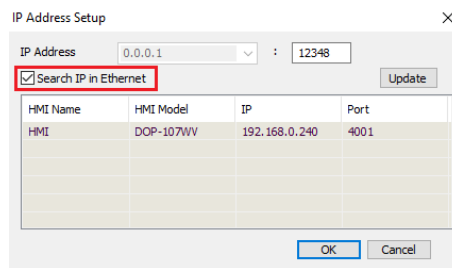 IP Address Setup
IP Address 0.0.0.1 : 12348
Search IP in Ethernet Update
HMI Name HMI Model IP Port
HMI DOP-107WV 192.168.0.240 4001
OK Cancel